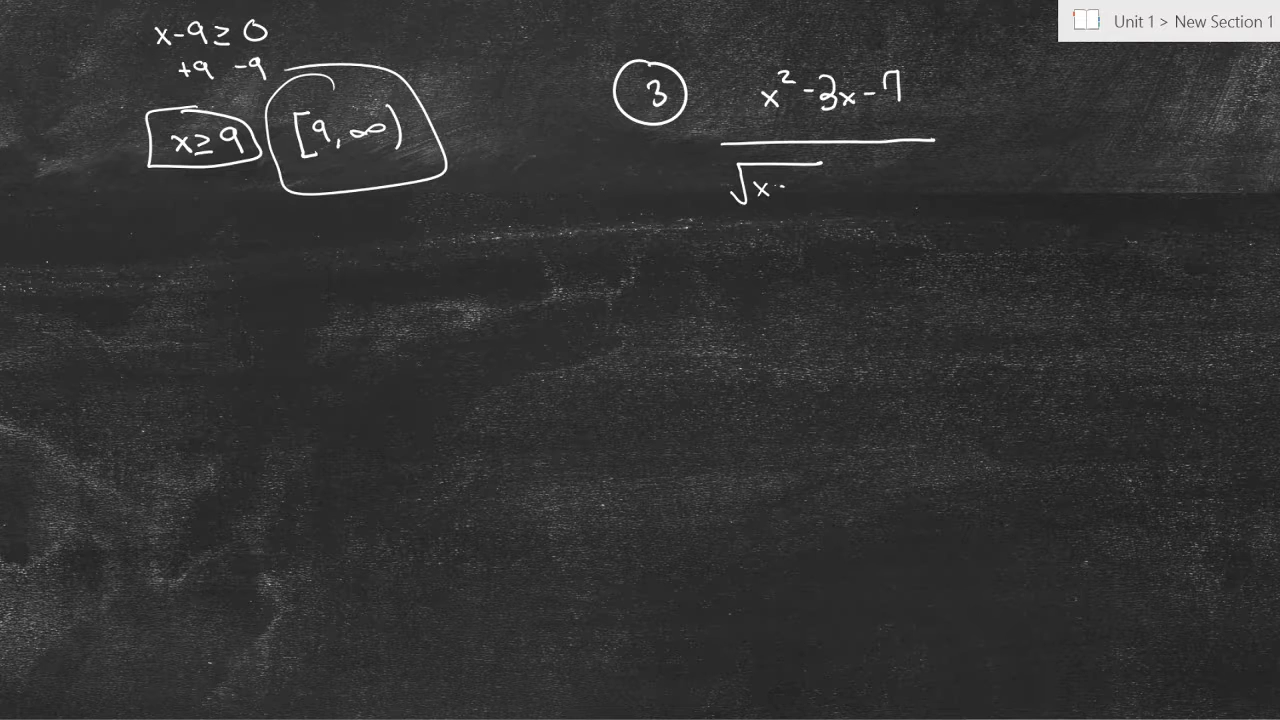 x-9≥ 0
+9 -9
x≥9 [9,∞)
③ x²-3x-7
√x-
Unit 1 > New Section 1